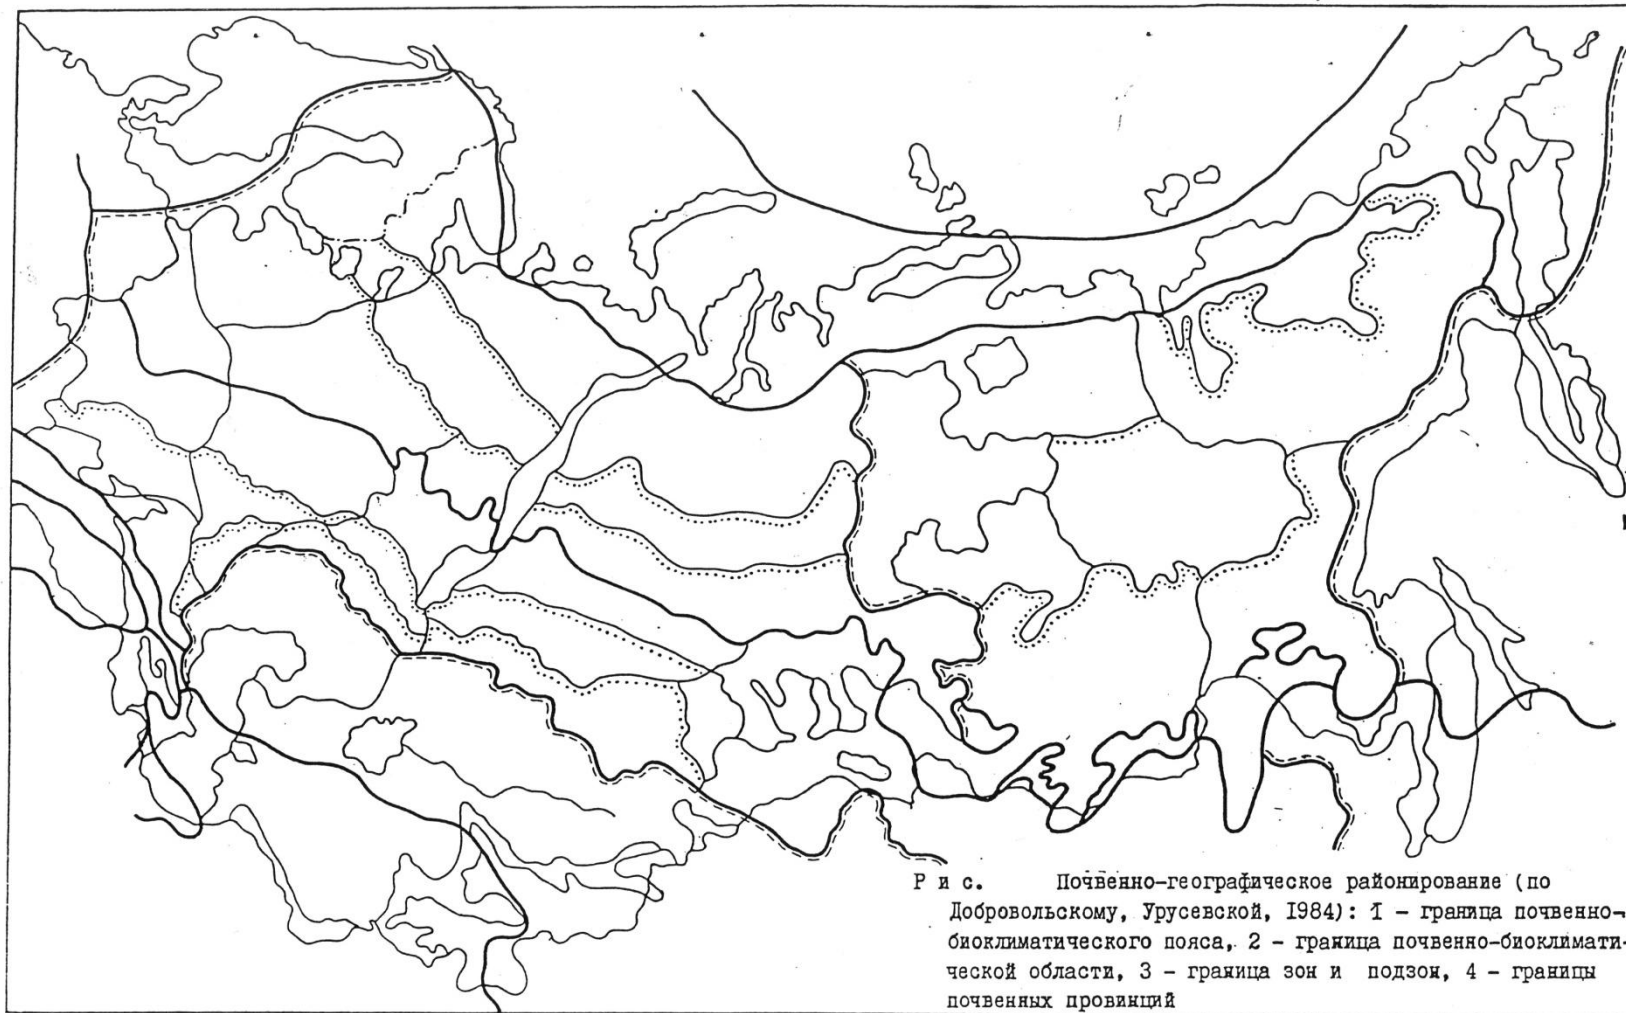 Р и с. Почвенно-географическое районирование (по
Добровольскому, Урусевской, I984): 1 – граница почвенно-
биоклиматического пояса, 2 – граница почвенно-биоклимати-
ческой области, 3 – граница зон и подзон, 4 – границы
почвенных провинций